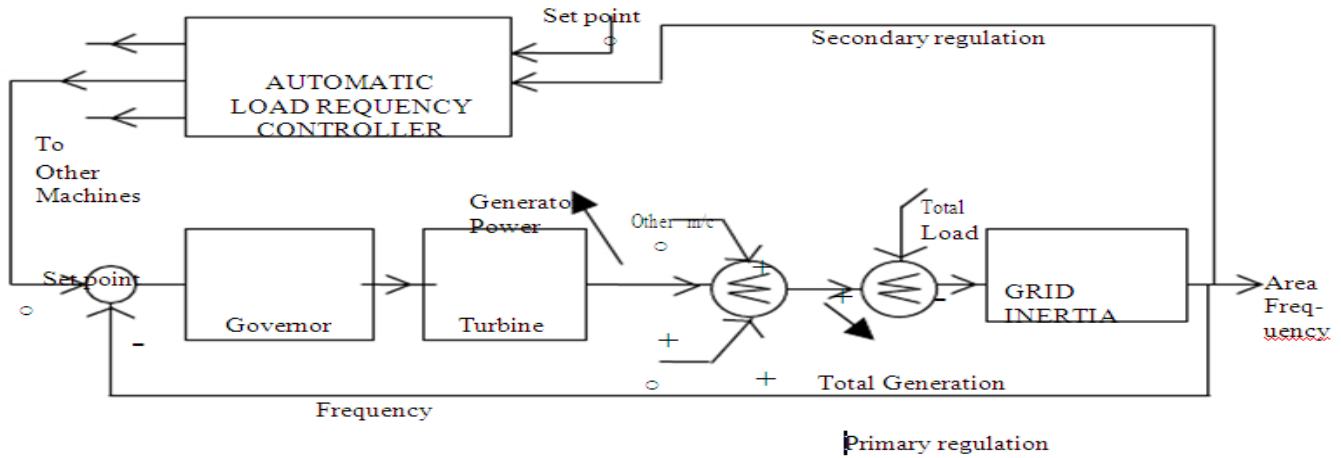 Set point
Secondary regulation
AUTOMATIC
LOAD REQUENCY
CONTROLLER
To
Other
Machines
Generator
Power
Other m/c
Total
Load
Set point
+
+
-
GRID
INERTIA
Area
Freq-
uency
Governor
Turbine
-
+
+
Total Generation
Frequency
Primary regulation